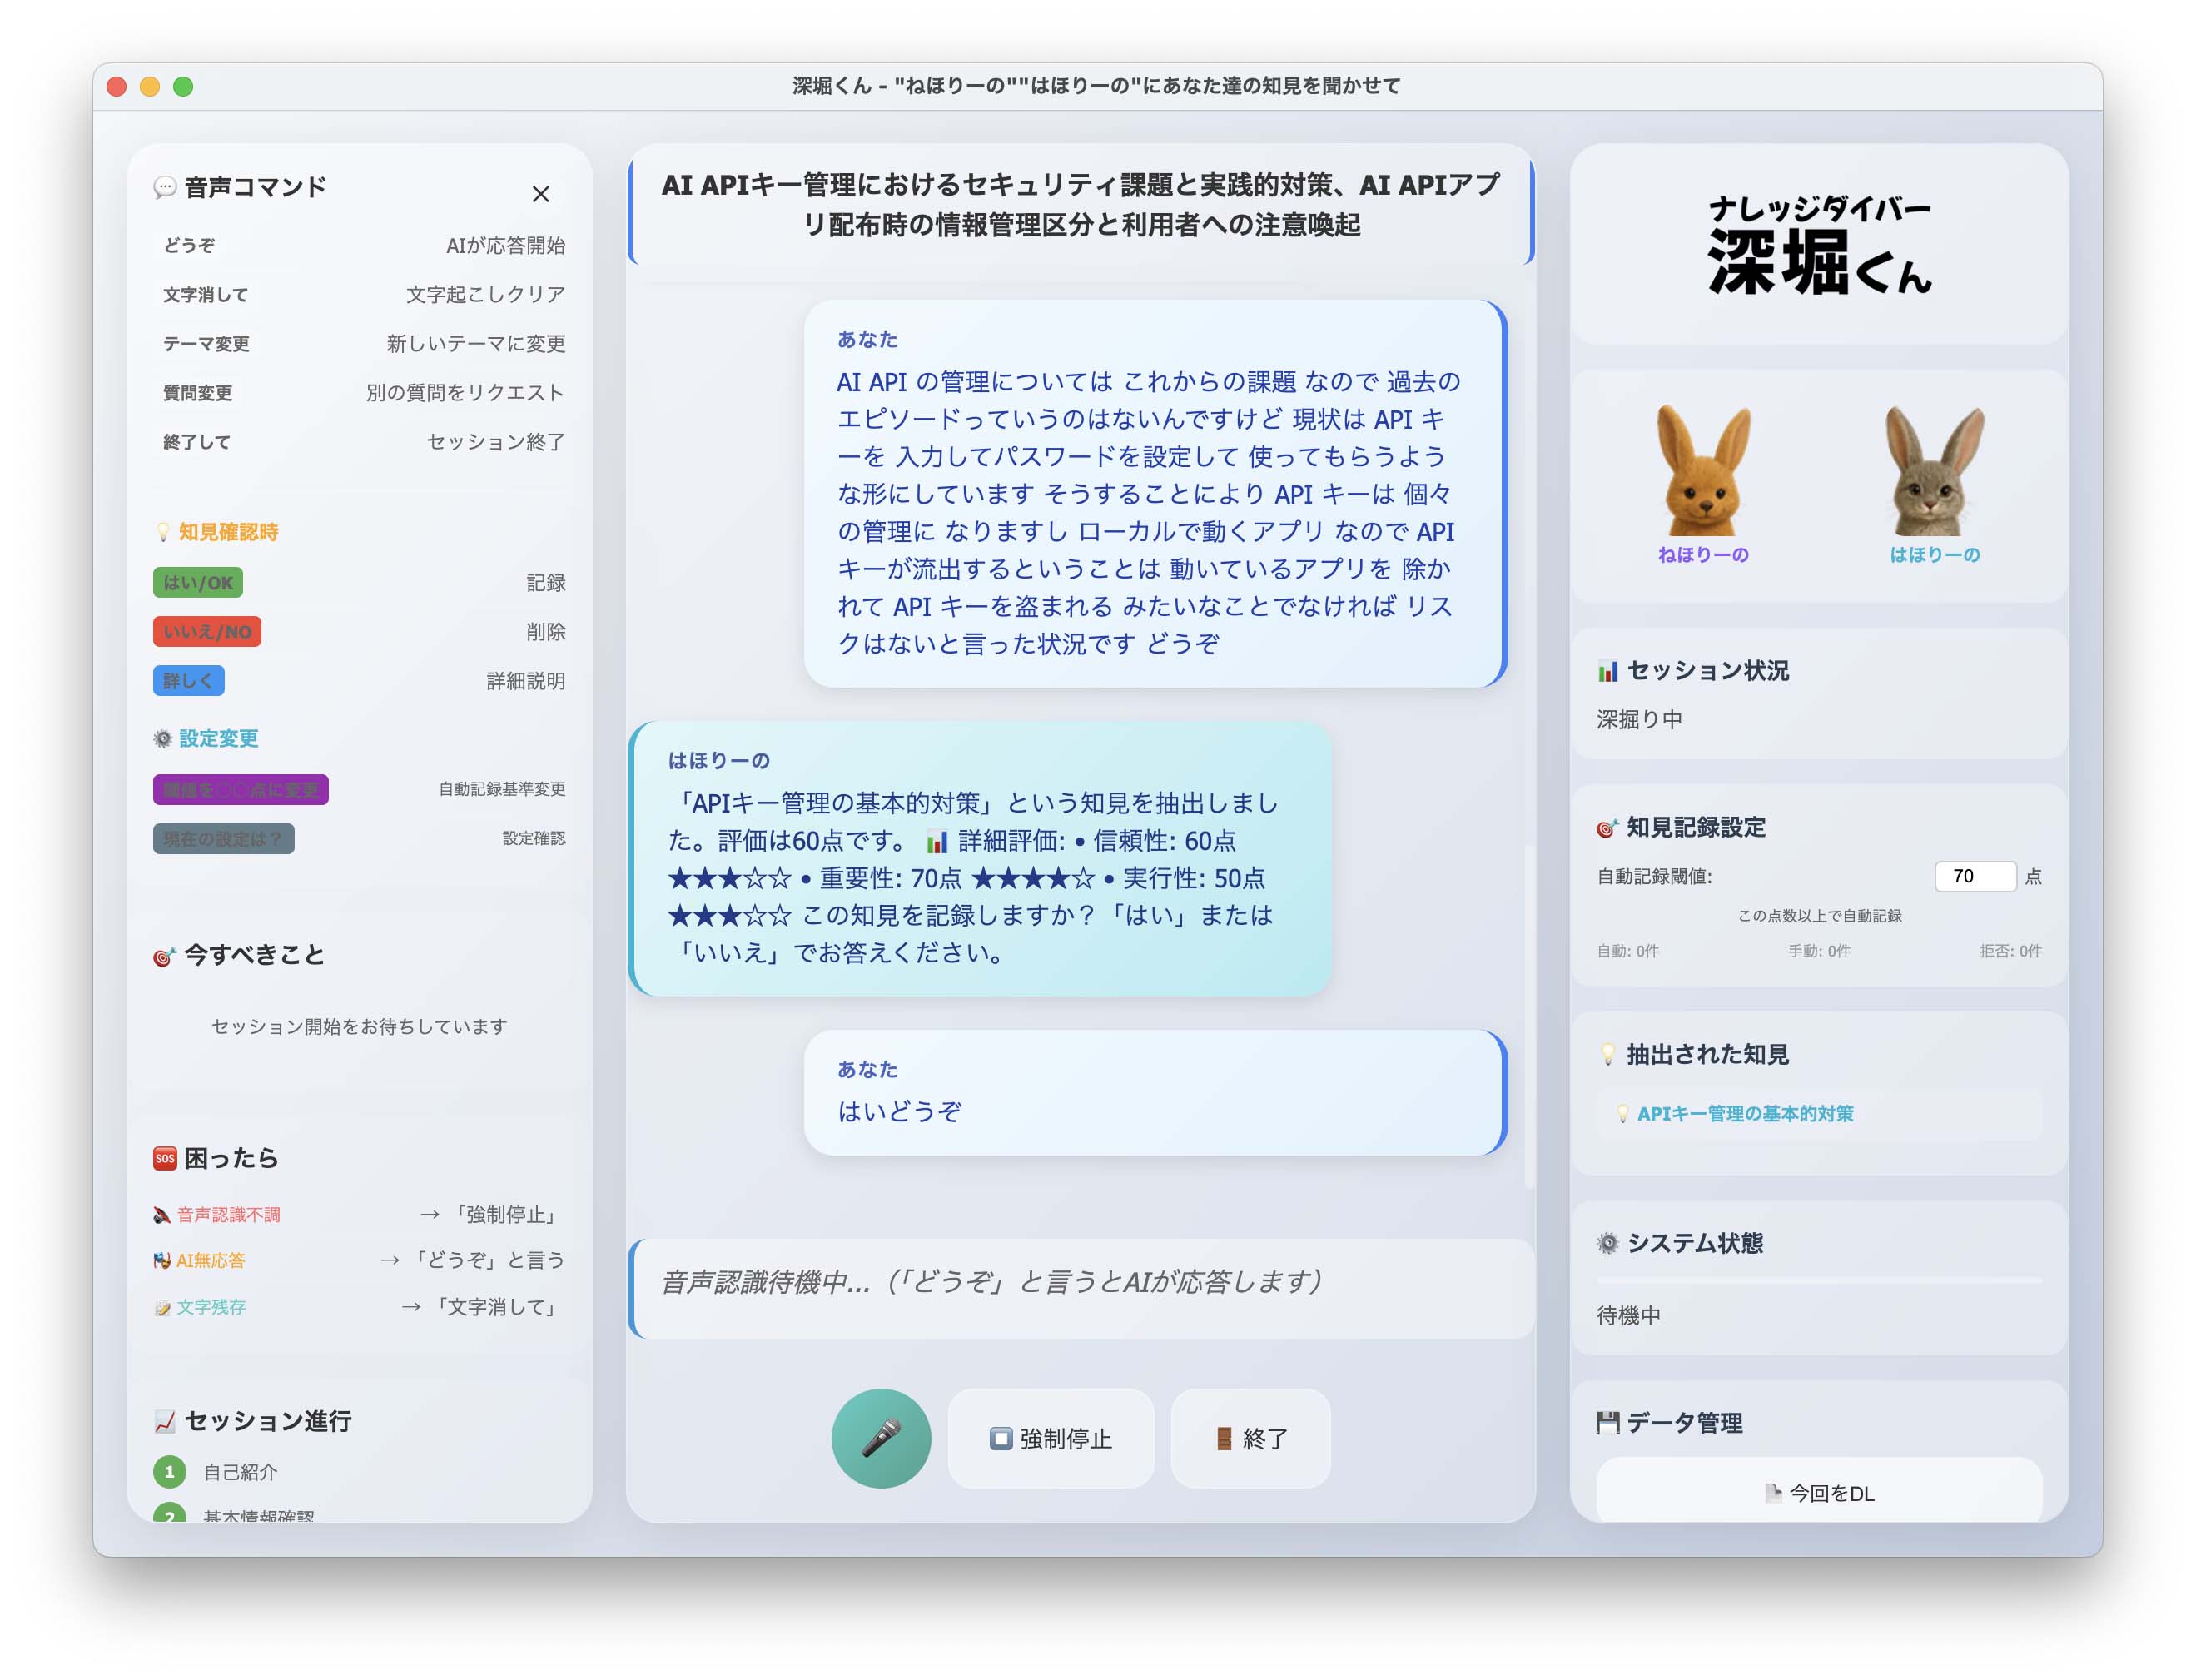 深堀くん - "ねほりーの""はほりーの"にあなた達の知見を聞かせて
💬 音声コマンド
×
どうぞ AIが応答開始
文字消して 文字起こしクリア
テーマ変更 新しいテーマに変更
質問変更 別の質問をリクエスト
終了して セッション終了
💡 知見確認時
はい/OK 記録
いいえ/NO 削除
詳しく 詳細説明
⚙️ 設定変更
閾値を○○点に変更 自動記録基準変更
現在の設定は？ 設定確認
🎯 今すべきこと
セッション開始をお待ちしています
🆘 困ったら
音声認識不調 → 「強制停止」
AI無応答 → 「どうぞ」と言う
文字残存 → 「文字消して」
📈 セッション進行
1 自己紹介
2 基本情報確認
AI APIキー管理におけるセキュリティ課題と実践的対策、AI APIアプ
リ配布時の情報管理区分と利用者への注意喚起
あなた
AI API の管理については これからの課題 なので 過去の
エピソードっていうのはないんですけど 現状は API キ
ーを 入力してパスワードを設定して 使ってもらうよう
な形にしています そうすることにより API キーは 個々
の管理に なりますし ローカルで動くアプリ なので API
キーが流出するということは 動いているアプリを 除か
れて API キーを盗まれる みたいなことでなければ リス
クはないと言った状況です どうぞ
はほりーの
「APIキー管理の基本的対策」という知見を抽出しまし
た。評価は60点です。 📊 詳細評価: • 信頼性: 60点
★★★☆☆ • 重要性: 70点 ★★★★☆ • 実行性: 50点
★★★☆☆ この知見を記録しますか？「はい」または
「いいえ」でお答えください。
あなた
はいどうぞ
音声認識待機中...（「どうぞ」と言うとAIが応答します）
🎤
⏹️ 強制停止
🚪 終了
ナレッジダイバー
深堀くん
ねほりーの はほりーの
📊 セッション状況
深掘り中
🎯 知見記録設定
自動記録閾値: 70 点
この点数以上で自動記録
自動: 0件 手動: 0件 拒否: 0件
💡 抽出された知見
💡 APIキー管理の基本的対策
⚙️ システム状態
待機中
💾 データ管理
📄 今回をDL